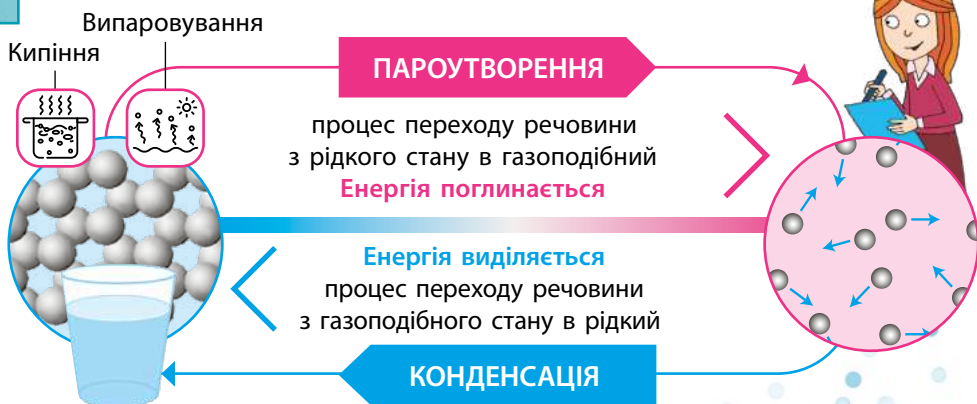 Випаровування
Кипіння
ПАРОУТВОРЕННЯ
процес переходу речовини
з рідкого стану в газоподібний
Енергія поглинається
Енергія виділяється
процес переходу речовини
з газоподібного стану в рідкий
КОНДЕНСАЦІЯ